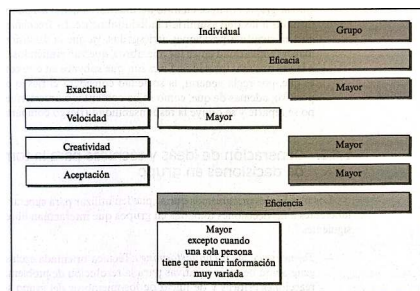 Individual Grupo
Eficacia
Exactitud Mayor
Velocidad Mayor
Creatividad Mayor
Aceptación Mayor
Eficiencia
Mayor
excepto cuando
una sola persona
tiene que reunir información
muy variada